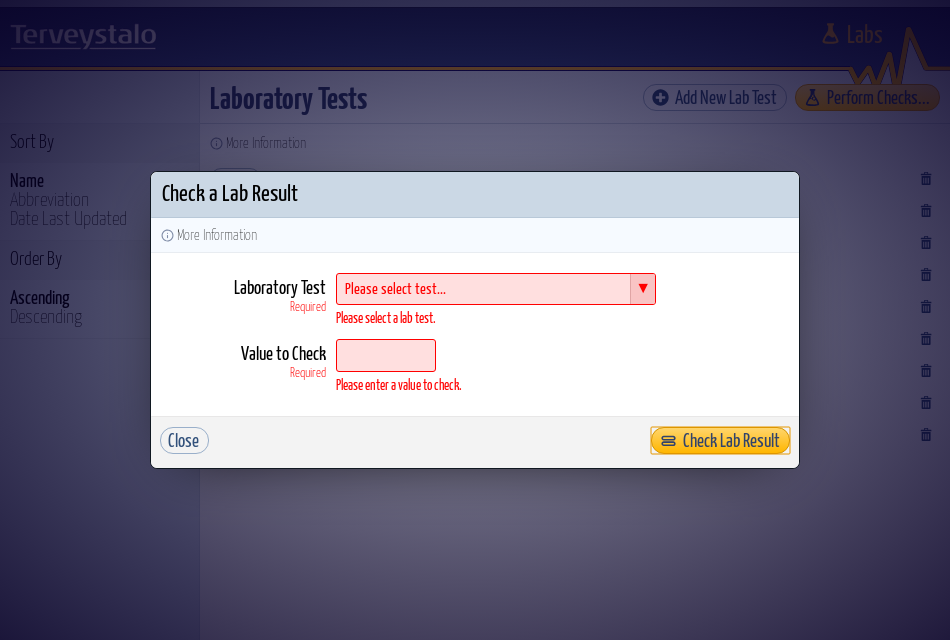 Terveystalo
Labs
Laboratory Tests
Add New Lab Test
Perform Checks...
Sort By
More Information
Name
Abbreviation
Date Last Updated
Order By
Ascending
Descending
Check a Lab Result
More Information
Laboratory Test
Required
Please select test...
Please select a lab test.
Value to Check
Required
Please enter a value to check.
Close
Check Lab Result